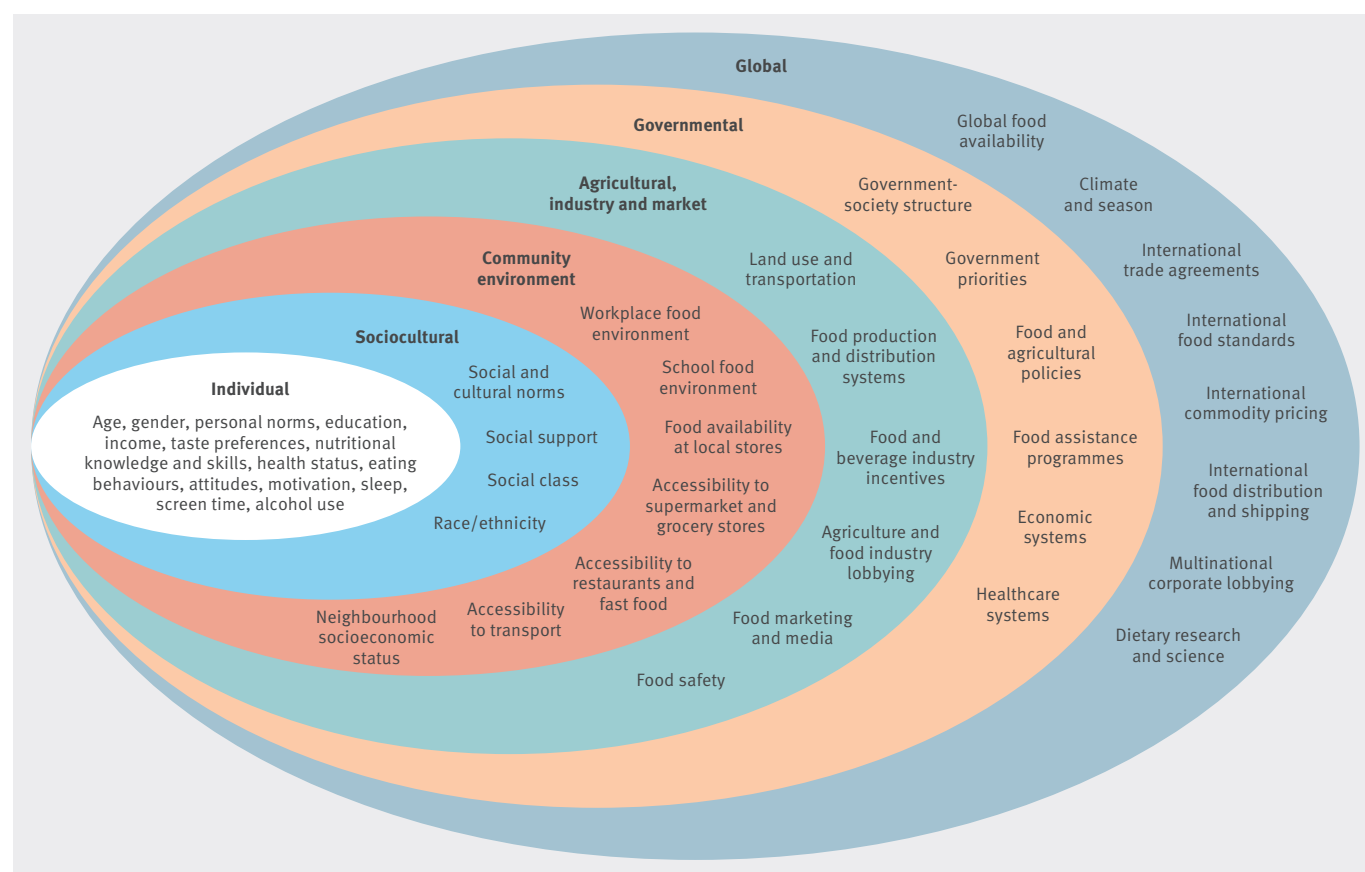 Global
Global food
availability
Climate
and season
International
trade agreements
International
food standards
International
commodity pricing
International
food distribution
and shipping
Multinational
corporate lobbying
Dietary research
and science
Governmental
Government-
society structure
Government
priorities
Food and
agricultural
policies
Food assistance
programmes
Economic
systems
Healthcare
systems
Agricultural,
industry and market
Land use and
transportation
Food production
and distribution
systems
Food and
beverage industry
incentives
Agriculture and
food industry
lobbying
Food marketing
and media
Food safety
Community
environment
Workplace food
environment
School food
environment
Food availability
at local stores
Accessibility to
supermarket and
grocery stores
Accessibility to
restaurants and
fast food
Accessibility
to transport
Neighbourhood
socioeconomic
status
Sociocultural
Social and
cultural norms
Social support
Social class
Race/ethnicity
Individual
Age, gender, personal norms, education,
income, taste preferences, nutritional
knowledge and skills, health status, eating
behaviours, attitudes, motivation, sleep,
screen time, alcohol use